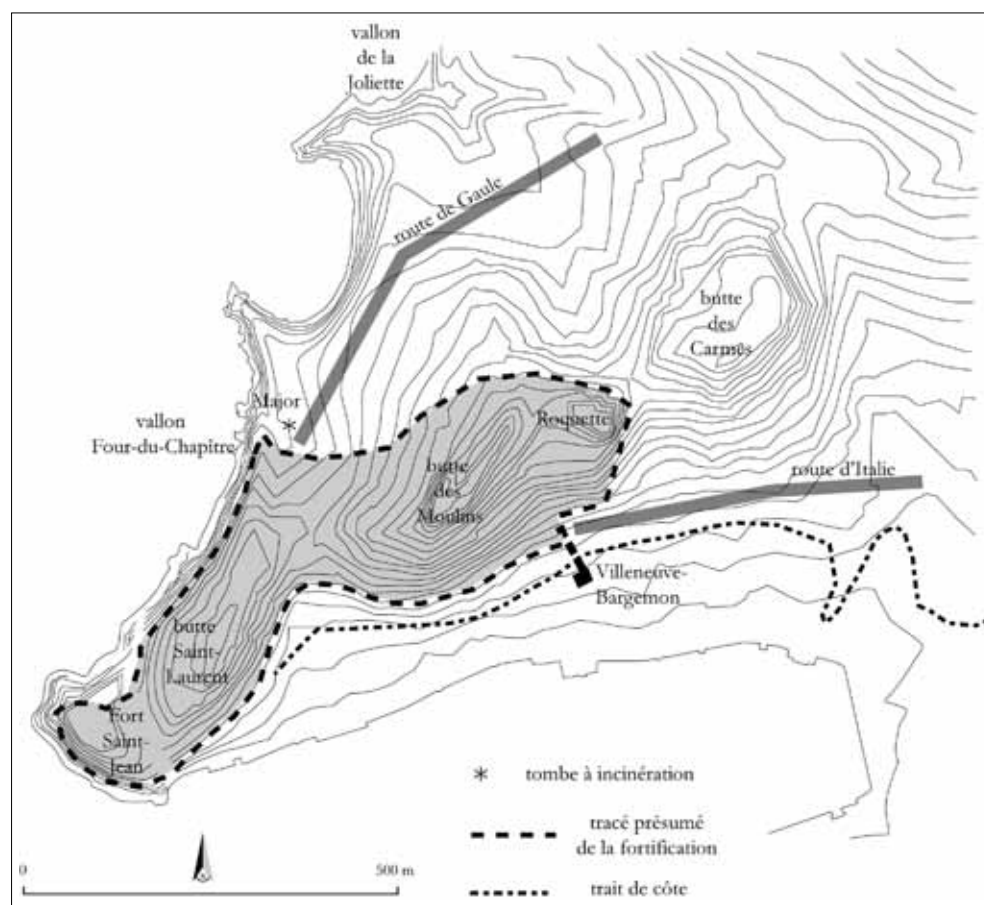 vallon
de la
Joliette
route de Gaule
butte
des
Carmes
Major
vallon
Four-du-Chapître
Roquette
butte
des
Moulins
route d'Italie
Villeneuve-
Bargemon
butte
Saint-
Laurent
Fort
Saint-
Jean
* tombe à incinération
tracé présumé
de la fortification
trait de côte
0 500 m